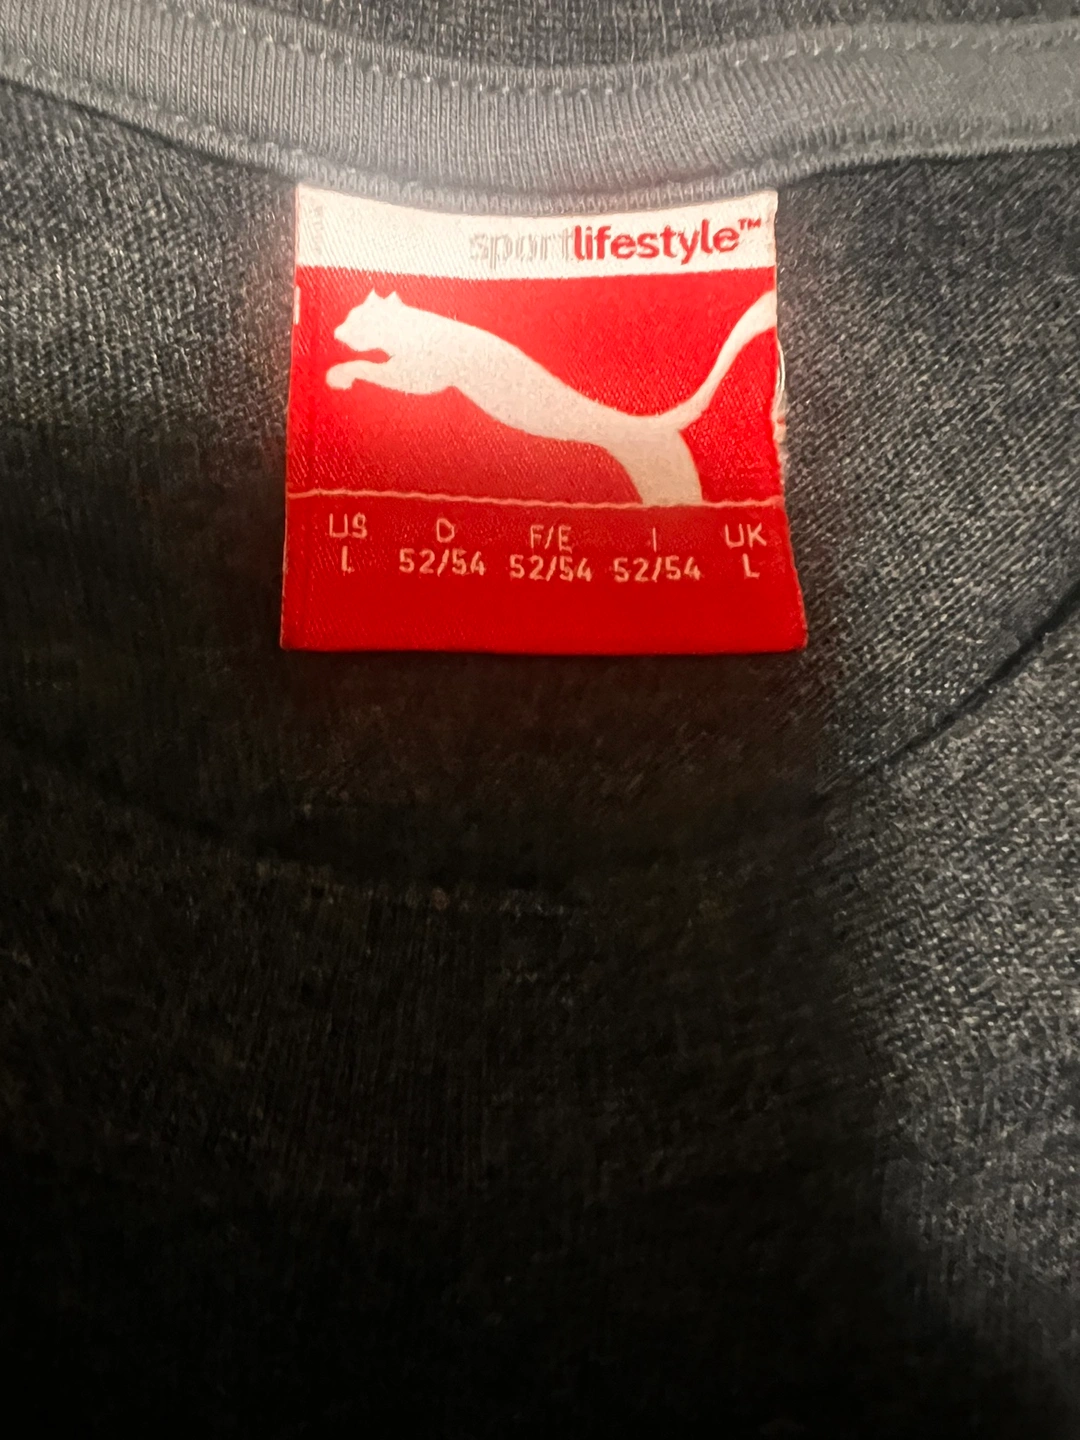 sportlifestyle™
US D F/E I UK
L 52/54 52/54 52/54 L